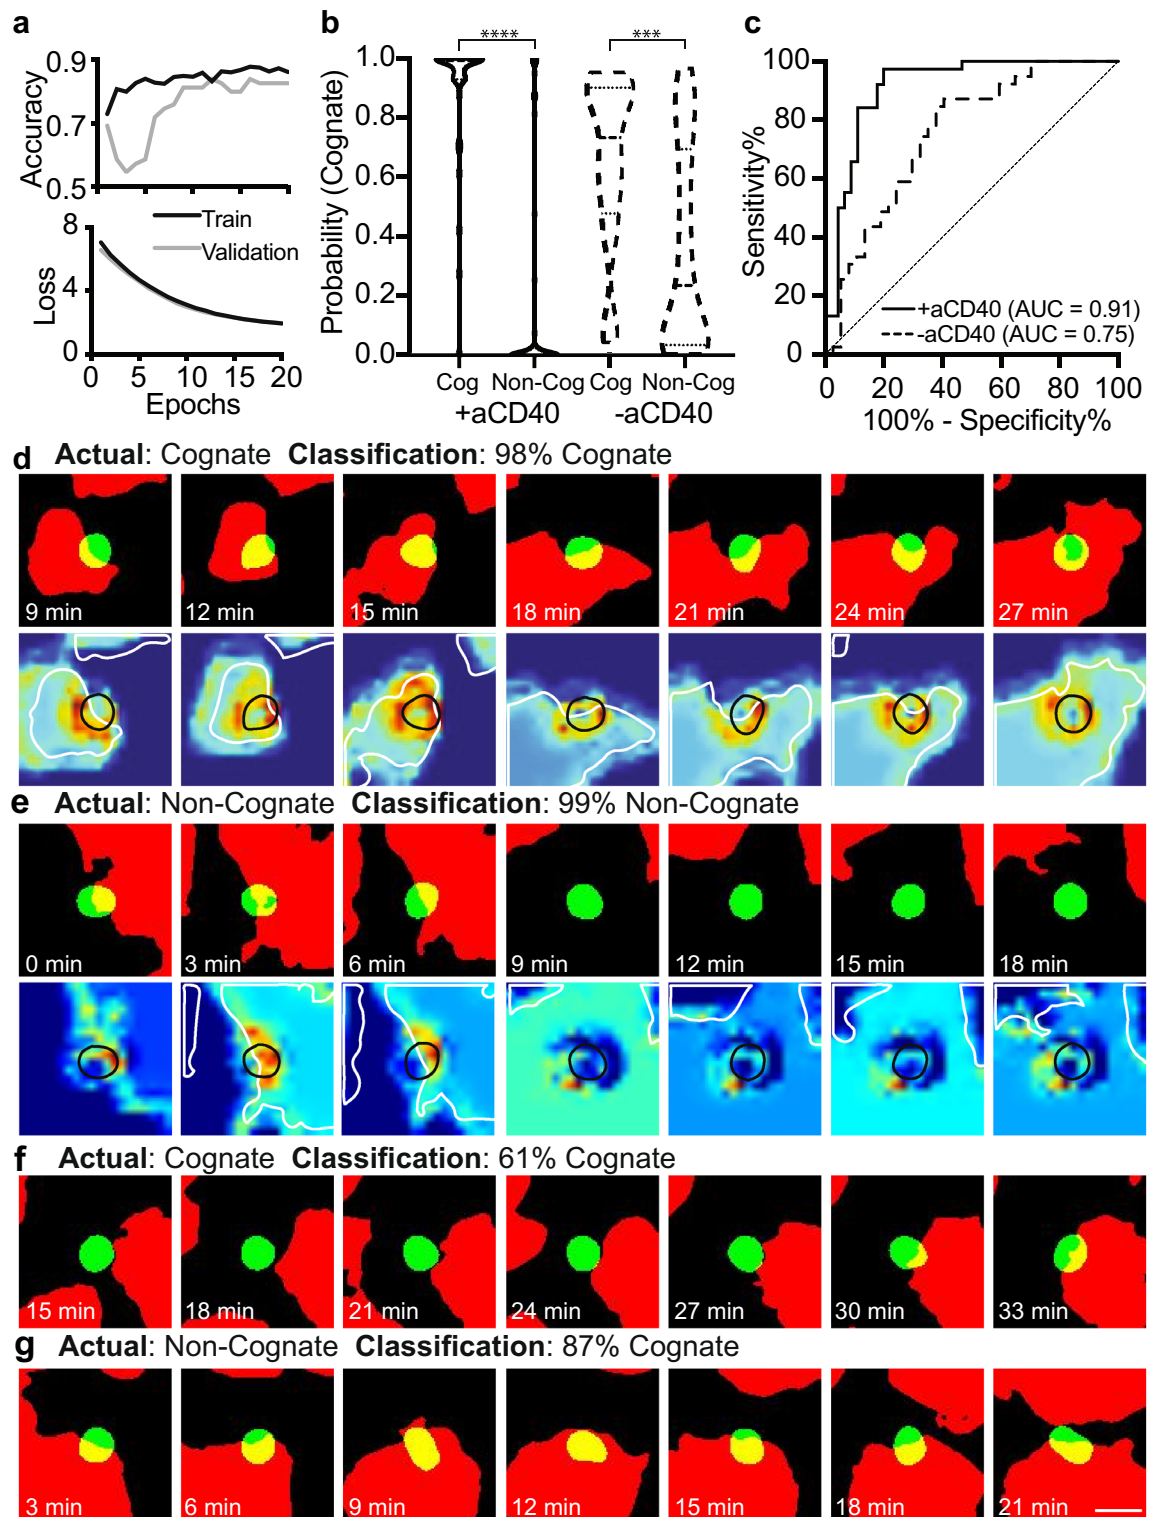 a
0.9
0.7
0.5
Accuracy
Train
Validation
8
4
0
Loss
0 5 10 15 20
Epochs
b
**** ***
1.0
0.8
0.6
0.4
0.2
0.0
Probability (Cognate)
Cog Non-Cog Cog Non-Cog
+aCD40 -aCD40
c
100
80
60
40
20
0
Sensitivity%
+aCD40 (AUC = 0.91)
-aCD40 (AUC = 0.75)
0 20 40 60 80 100
100% - Specificity%
d Actual: Cognate Classification: 98% Cognate
9 min 12 min 15 min 18 min 21 min 24 min 27 min
e Actual: Non-Cognate Classification: 99% Non-Cognate
0 min 3 min 6 min 9 min 12 min 15 min 18 min
f Actual: Cognate Classification: 61% Cognate
15 min 18 min 21 min 24 min 27 min 30 min 33 min
g Actual: Non-Cognate Classification: 87% Cognate
3 min 6 min 9 min 12 min 15 min 18 min 21 min